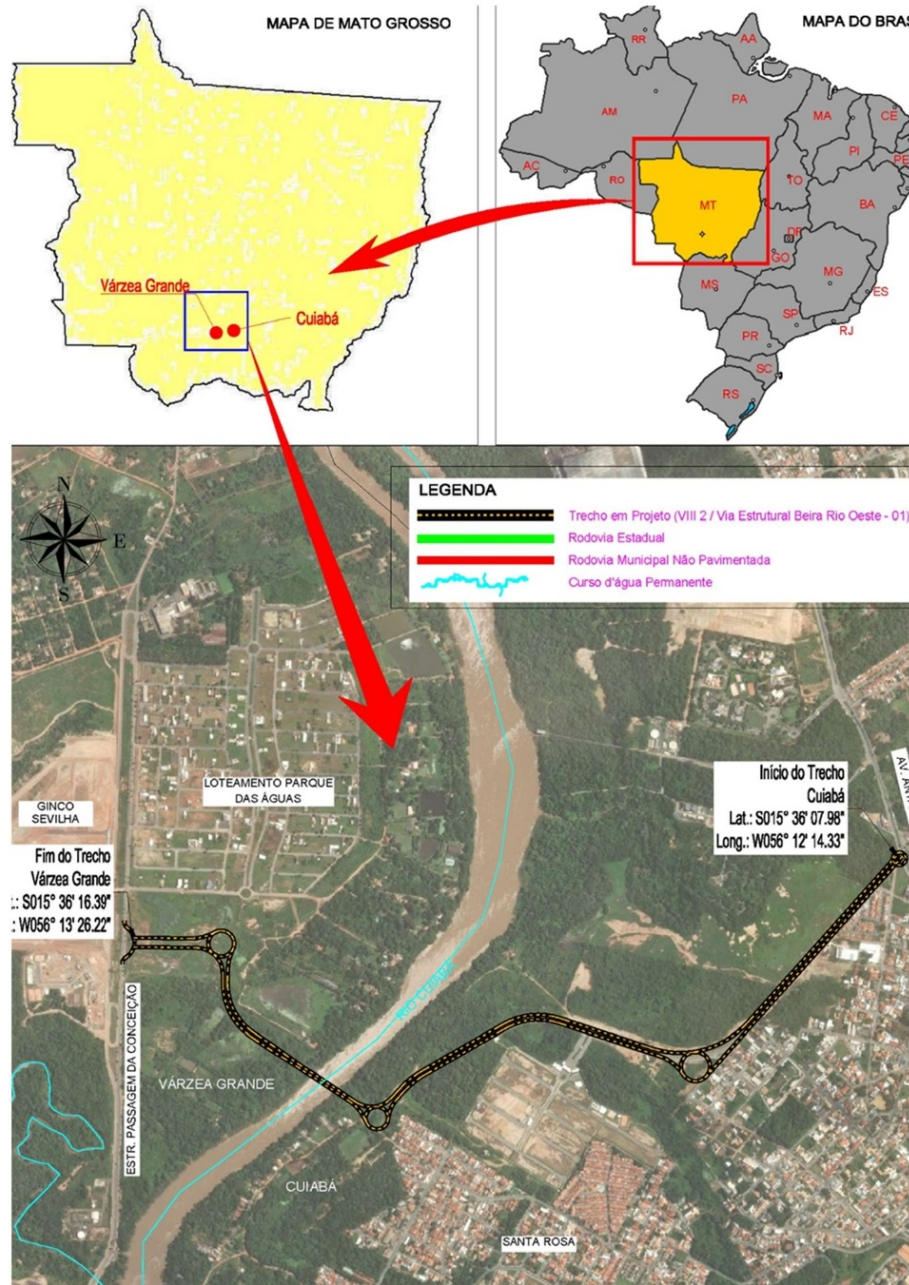 MAPA DE MATO GROSSO
Várzea Grande
Cuiabá
MAPA DO BRAS
RR
AA
AM
PA
MA
CE
PI
PE
AC
RO
TO
MT
BA
DF
GO
MG
MS
ES
SP
RJ
PR
SC
RS
N
E
S
LEGENDA
Trecho em Projeto (VIII 2 / Via Estrutural Beira Rio Oeste - 01)
Rodovia Estadual
Rodovia Municipal Não Pavimentada
Curso d'água Permanente
LOTEAMENTO PARQUE
DAS ÁGUAS
GINCO
SEVILHA
Início do Trecho
Cuiabá
Lat.: S015° 36' 07.98"
Long.: W056° 12' 14.33"
AV. ANT
Fim do Trecho
Várzea Grande
.: S015° 36' 16.39"
: W056° 13' 26.22"
RIO CUIABÁ
ESTR. PASSAGEM DA CONCEIÇÃO
VÁRZEA GRANDE
CUIABÁ
SANTA ROSA